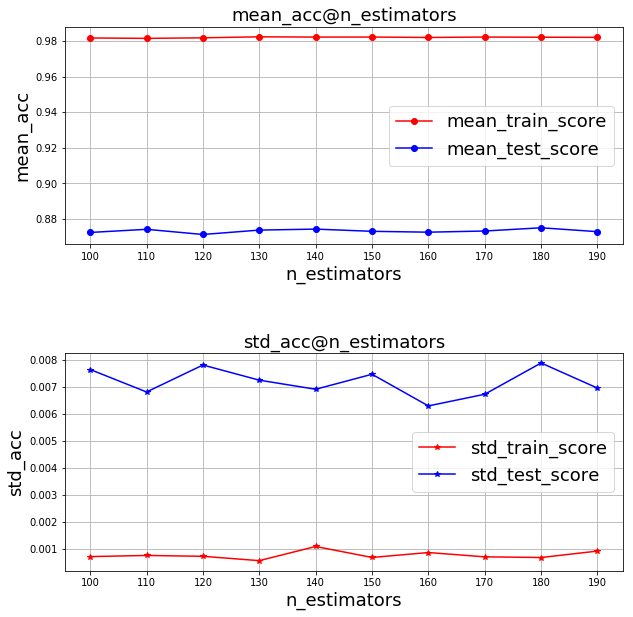 mean_acc@n_estimators
0.98
0.96
0.94
0.92
0.90
0.88
mean_acc
mean_train_score
mean_test_score
100 110 120 130 140 150 160 170 180 190
n_estimators
std_acc@n_estimators
0.008
0.007
0.006
0.005
0.004
0.003
0.002
0.001
std_acc
std_train_score
std_test_score
100 110 120 130 140 150 160 170 180 190
n_estimators